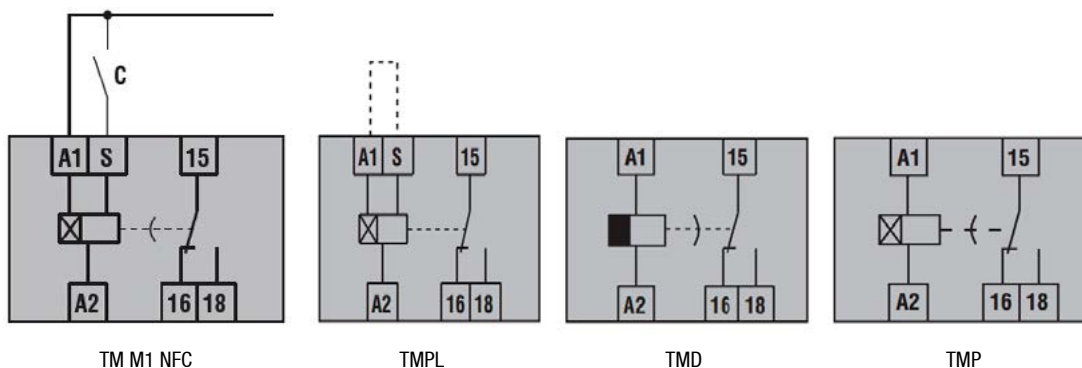 C
A1 S 15
A2 16 18
TM M1 NFC
A1 S 15
A2 16 18
TMPL
A1 15
A2 16 18
TMD
A1 15
A2 16 18
TMP